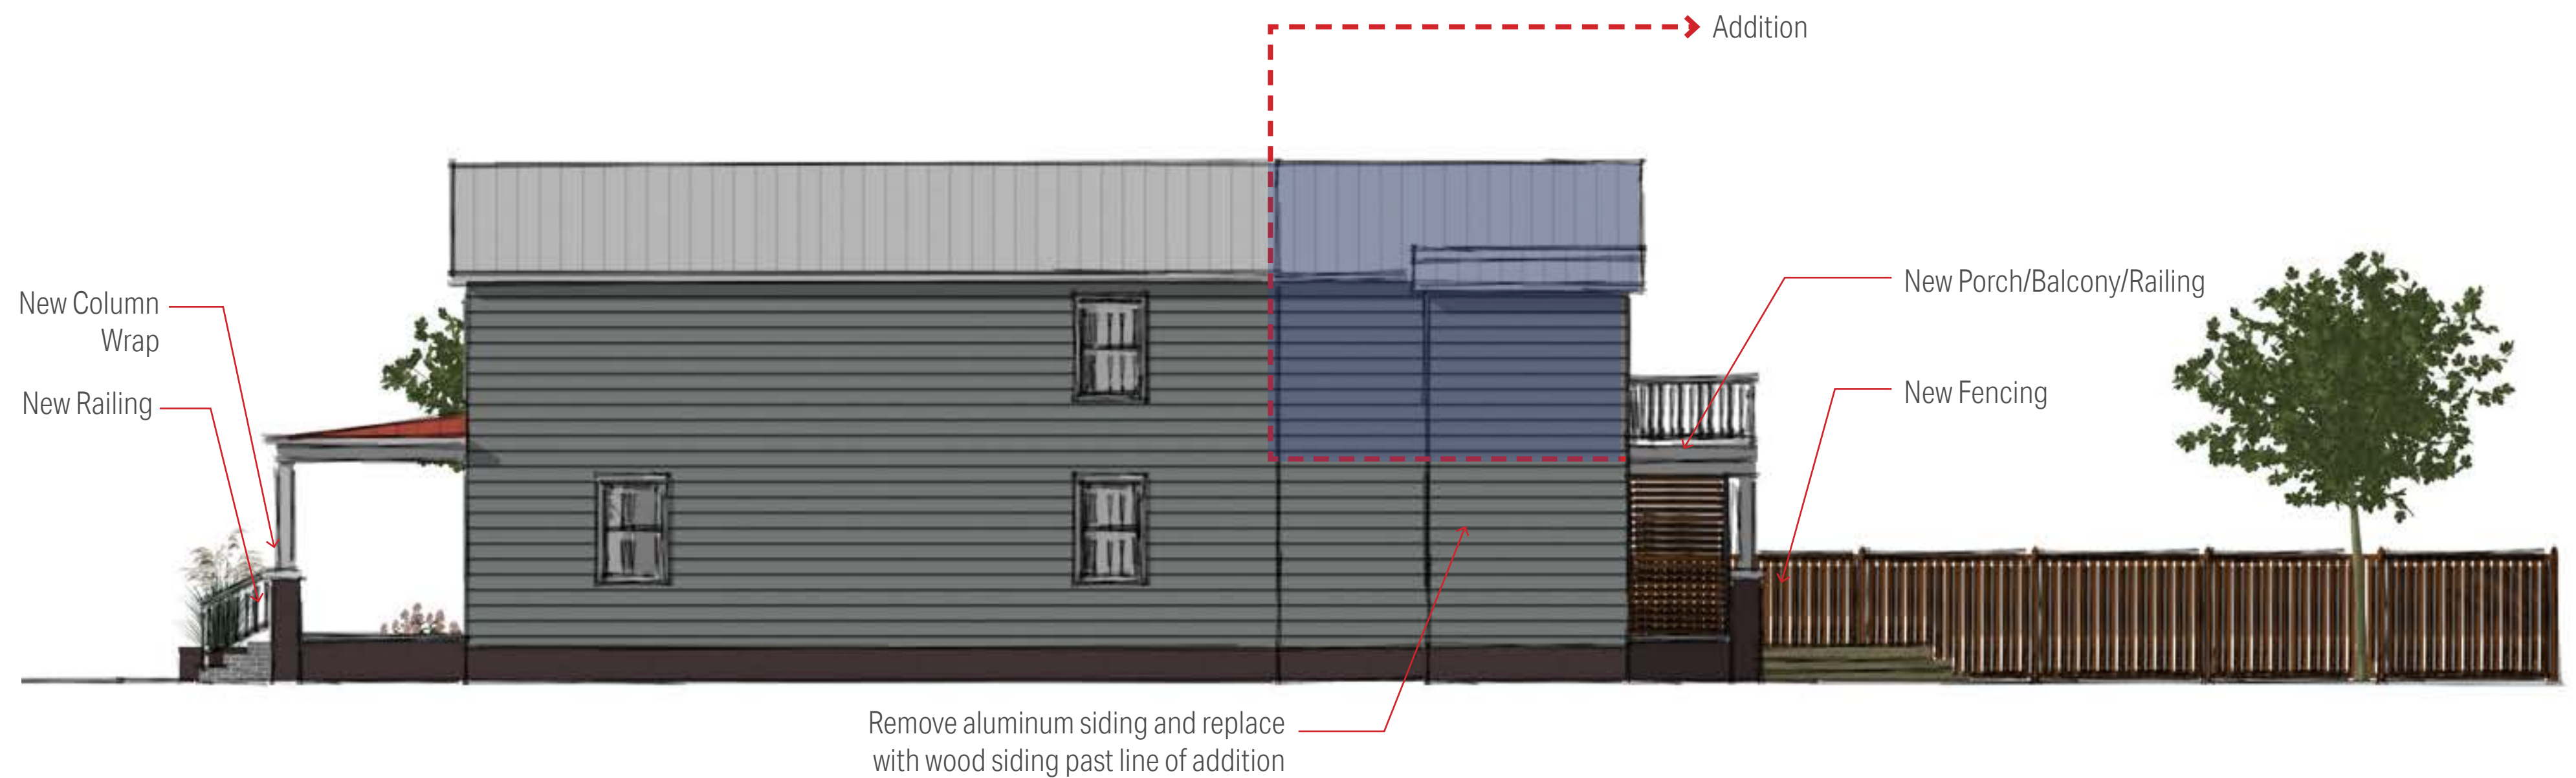 Addition
New Column
Wrap
New Railing
New Porch/Balcony/Railing
New Fencing
Remove aluminum siding and replace
with wood siding past line of addition